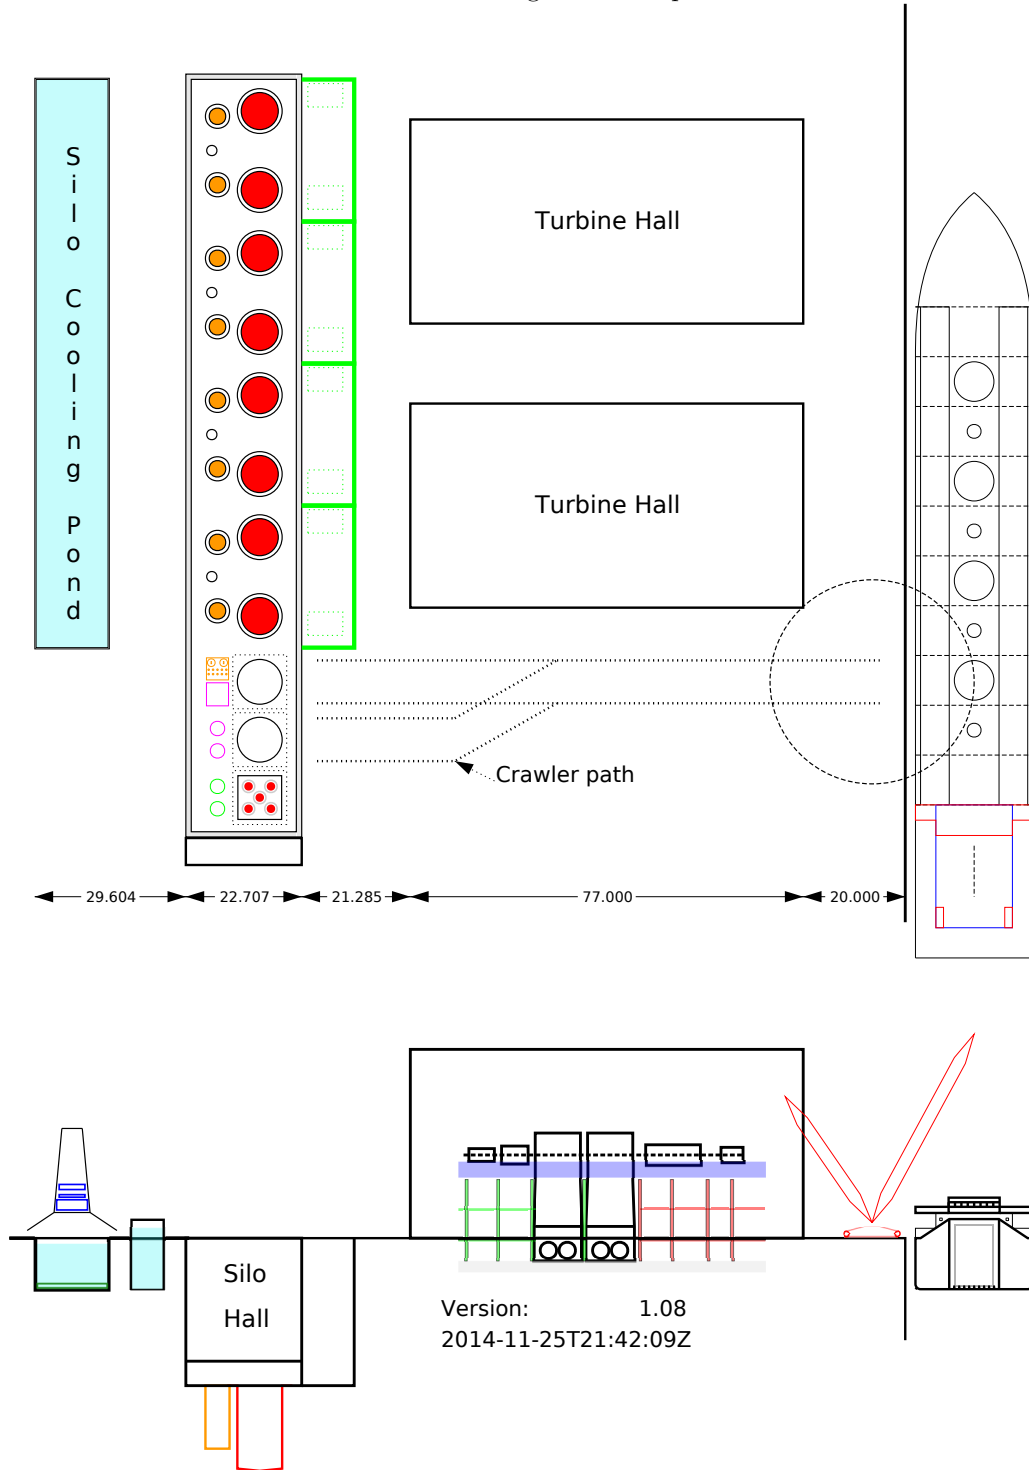 Silo Cooling Pond
Turbine Hall
Turbine Hall
Crawler path
29.604
22.707
21.285
77.000
20.000
Silo
Hall
Version: 1.08
2014-11-25T21:42:09Z